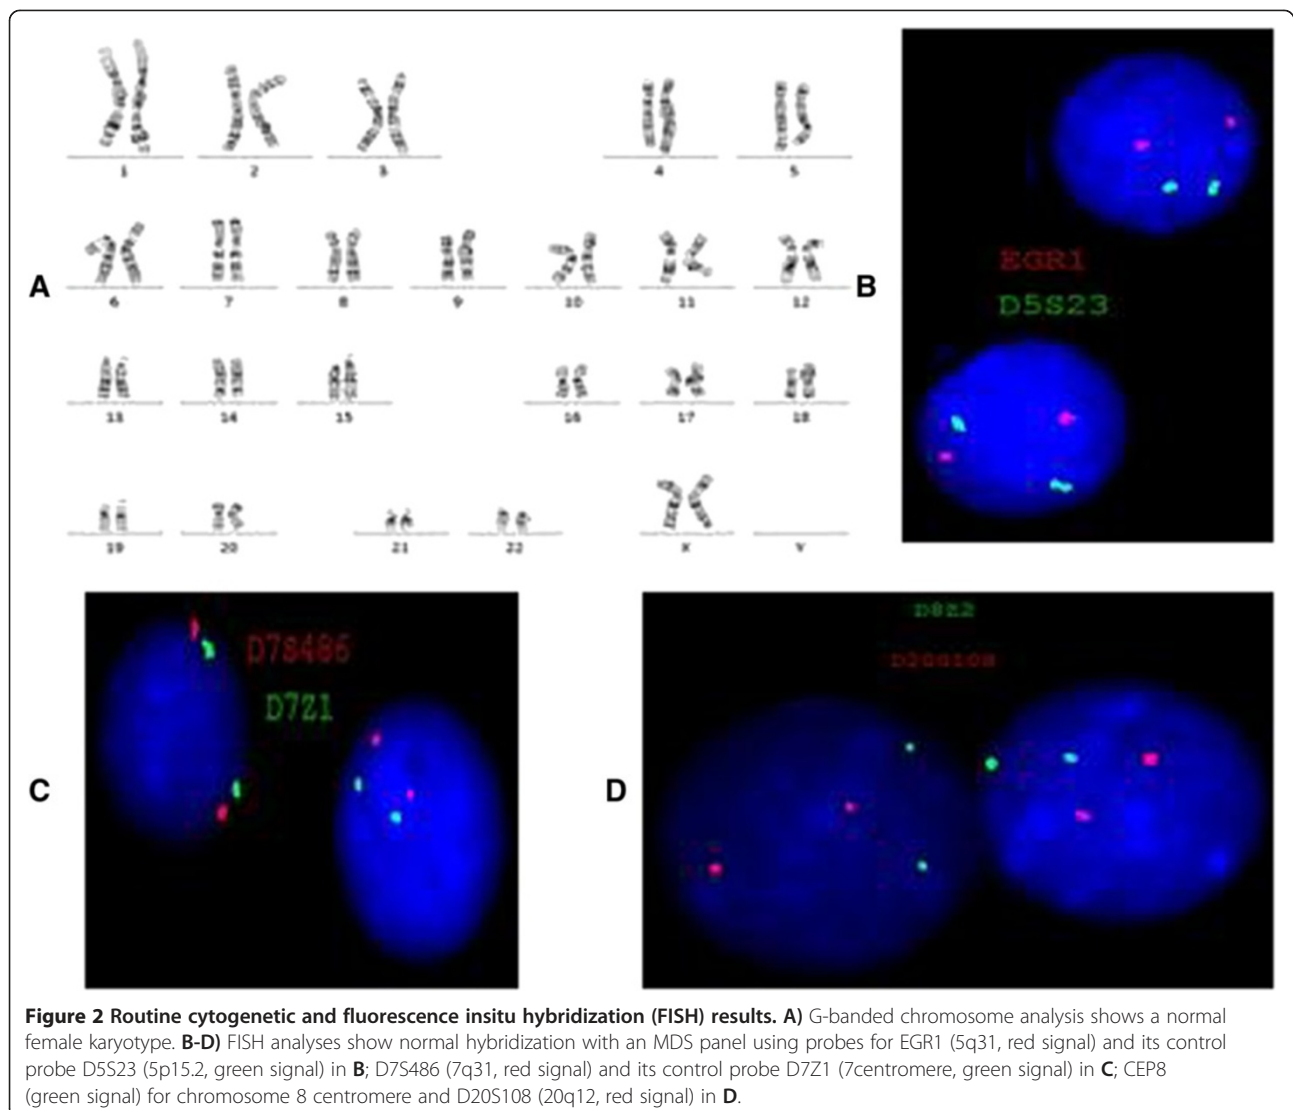 1 2 3 4 5
A
6 7 8 9 10 11 12
13 14 15 16 17 18
19 20 21 22 X Y
B
EGR1
D5S23
C
D7S486
D7Z1
D
D8Z2
D20S108
Figure 2 Routine cytogenetic and fluorescence insitu hybridization (FISH) results. A) G-banded chromosome analysis shows a normal
female karyotype. B-D) FISH analyses show normal hybridization with an MDS panel using probes for EGR1 (5q31, red signal) and its control
probe D5S23 (5p15.2, green signal) in B; D7S486 (7q31, red signal) and its control probe D7Z1 (7centromere, green signal) in C; CEP8
(green signal) for chromosome 8 centromere and D20S108 (20q12, red signal) in D.